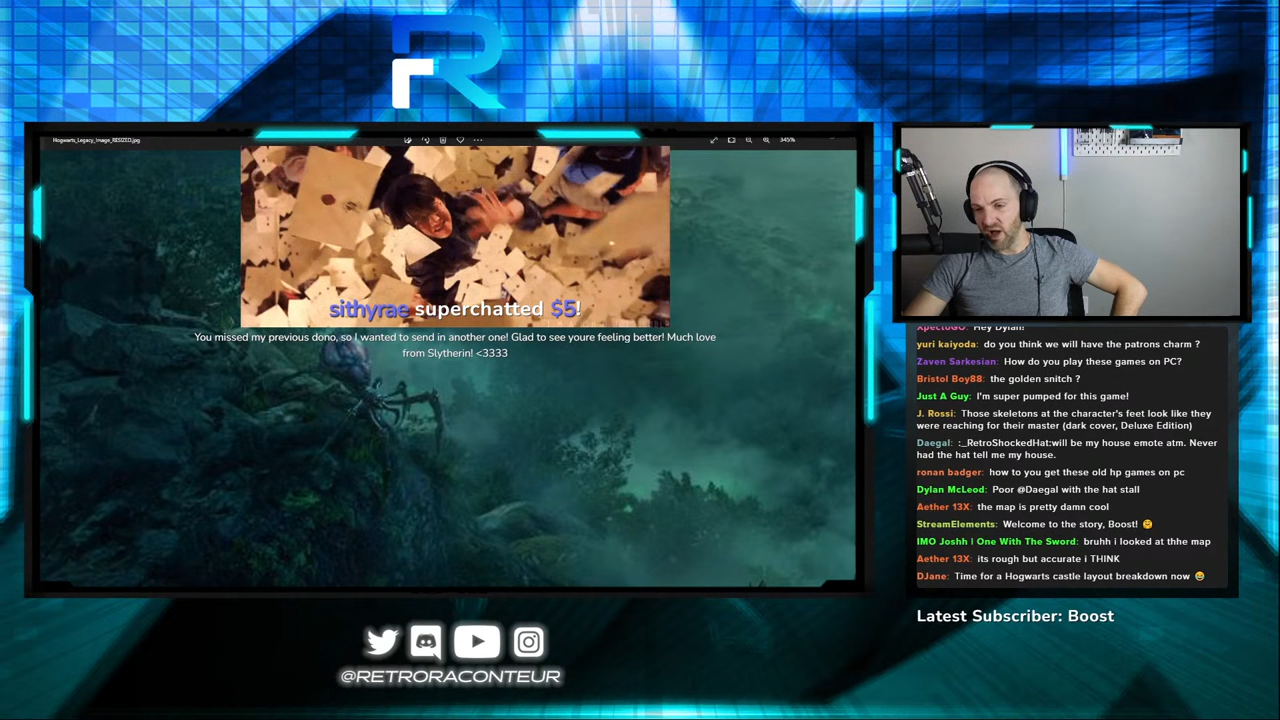 Hogwarts_Legacy_Image_RESIZED.jpg
345%
sithyrae superchatted $5!
You missed my previous dono, so I wanted to send in another one! Glad to see youre feeling better! Much love
from Slytherin! <3333
XpectoGO: Hey Dylan!
yuri kaiyoda: do you think we will have the patrons charm ?
Zaven Sarkesian: How do you play these games on PC?
Bristol Boy88: the golden snitch ?
Just A Guy: I'm super pumped for this game!
J. Rossi: Those skeletons at the character's feet look like they
were reaching for their master (dark cover, Deluxe Edition)
Daegal: :_RetroShockedHat:will be my house emote atm. Never
had the hat tell me my house.
ronan badger: how to you get these old hp games on pc
Dylan McLeod: Poor @Daegal with the hat stall
Aether 13X: the map is pretty damn cool
StreamElements: Welcome to the story, Boost! 
IMO Joshh | One With The Sword: bruhh i looked at thhe map
Aether 13X: its rough but accurate i THINK
DJane: Time for a Hogwarts castle layout breakdown now 😂
Latest Subscriber: Boost
@RETRORACONTEUR